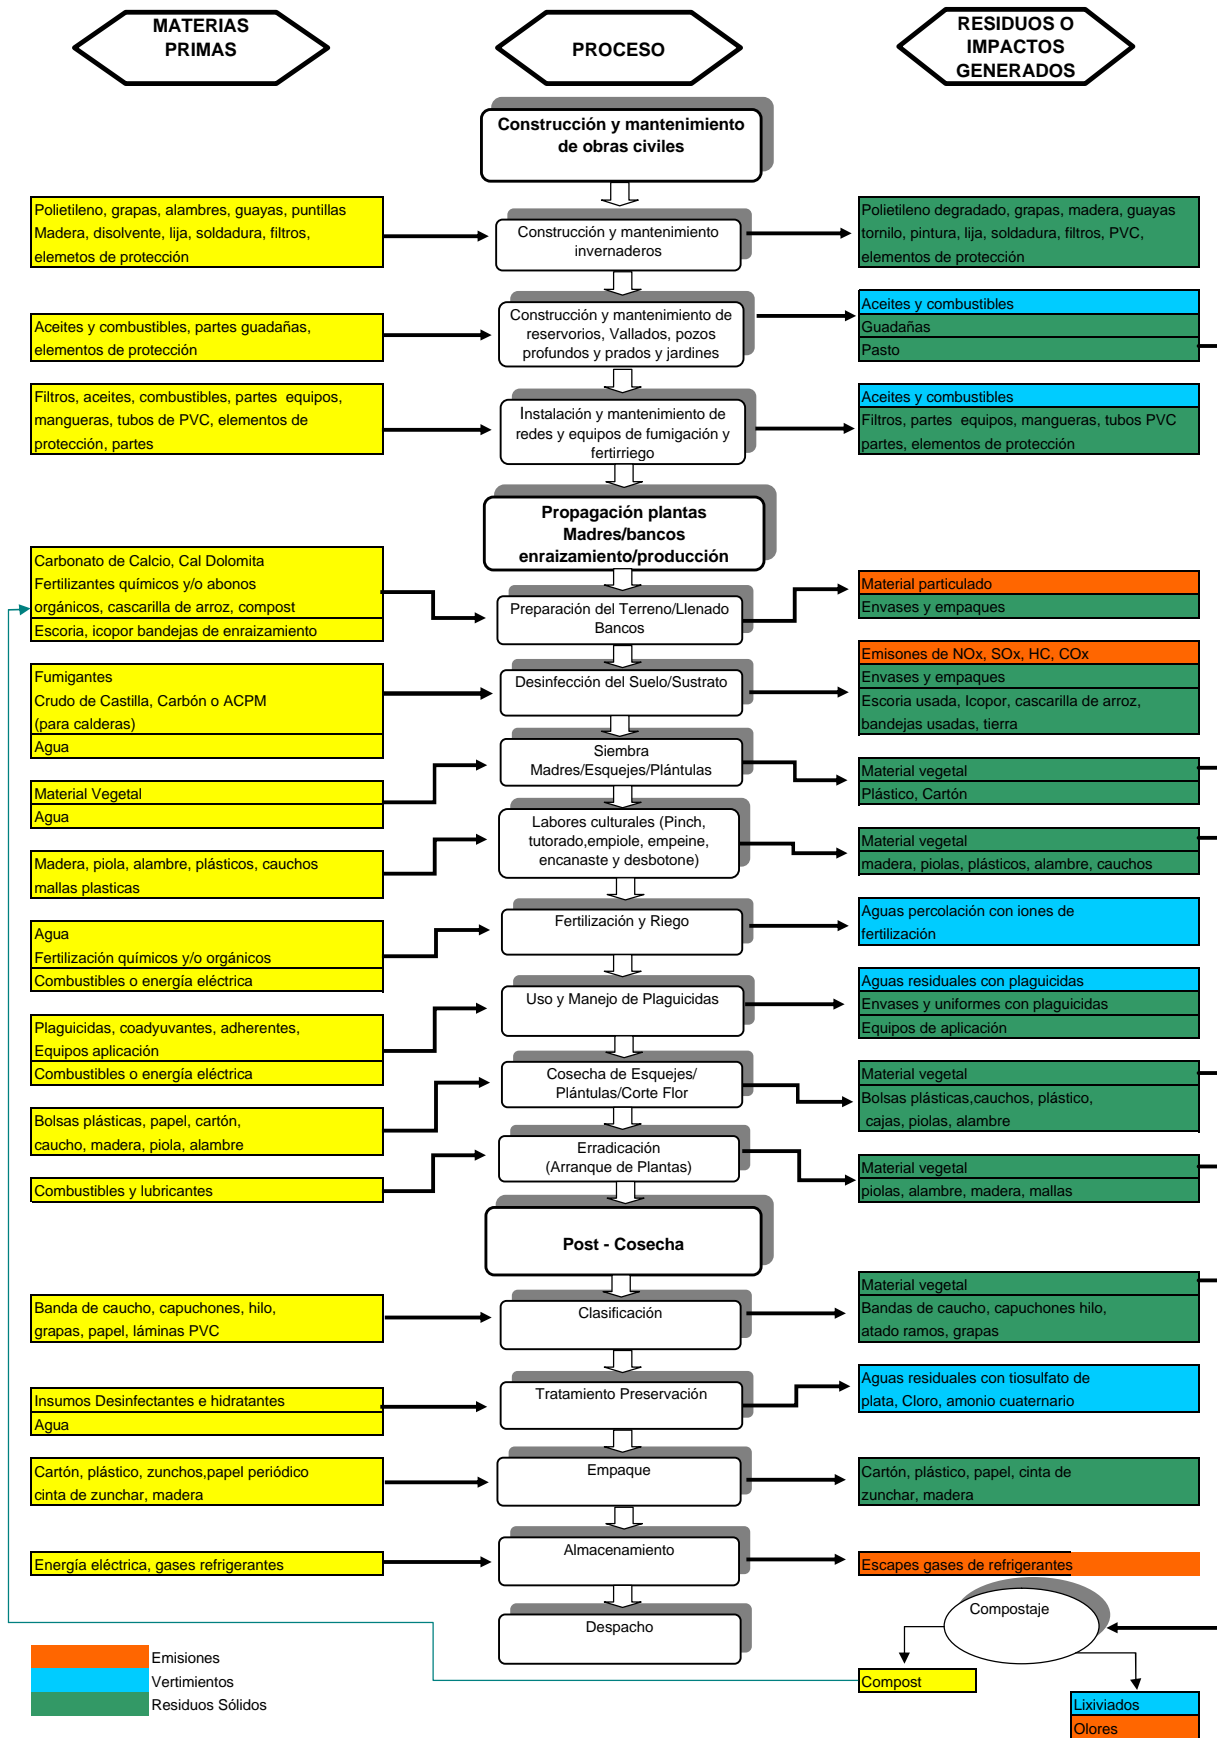 MATERIAS
PRIMAS
PROCESO
RESIDUOS O
IMPACTOS
GENERADOS
Construcción y mantenimiento
de obras civiles
Polietileno, grapas, alambres, guayas, puntillas
Madera, disolvente, lija, soldadura, filtros,
elemetos de protección
Construcción y mantenimiento
invernaderos
Polietileno degradado, grapas, madera, guayas
tornilo, pintura, lija, soldadura, filtros, PVC,
elementos de protección
Aceites y combustibles, partes guadañas,
elementos de protección
Construcción y mantenimiento de
reservorios, Vallados, pozos
profundos y prados y jardines
Aceites y combustibles
Guadañas
Pasto
Filtros, aceites, combustibles, partes  equipos,
mangueras, tubos de PVC, elementos de
protección, partes
Instalación y mantenimiento de
redes y equipos de fumigación y
fertirriego
Aceites y combustibles
Filtros, partes  equipos, mangueras, tubos PVC
partes, elementos de protección
Propagación plantas
Madres/bancos
enraizamiento/producción
Carbonato de Calcio, Cal Dolomita
Fertilizantes químicos y/o abonos
orgánicos, cascarilla de arroz, compost
Escoria, icopor bandejas de enraizamiento
Preparación del Terreno/Llenado
Bancos
Material particulado
Envases y empaques
Fumigantes
Crudo de Castilla, Carbón o ACPM
(para calderas)
Agua
Desinfección del Suelo/Sustrato
Emisones de NOx, SOx, HC, COx
Envases y empaques
Escoria usada, Icopor, cascarilla de arroz,
bandejas usadas, tierra
Material Vegetal
Agua
Siembra
Madres/Esquejes/Plántulas
Material vegetal
Plástico, Cartón
Madera, piola, alambre, plásticos, cauchos
mallas plasticas
Labores culturales (Pinch,
tutorado,empiole, empeine,
encanaste y desbotone)
Material vegetal
madera, piolas, plásticos, alambre, cauchos
Agua
Fertilización químicos y/o orgánicos
Combustibles o energía eléctrica
Fertilización y Riego
Aguas percolación con iones de
fertilización
Plaguicidas, coadyuvantes, adherentes,
Equipos aplicación
Combustibles o energía eléctrica
Uso y Manejo de Plaguicidas
Aguas residuales con plaguicidas
Envases y uniformes con plaguicidas
Equipos de aplicación
Bolsas plásticas, papel, cartón,
caucho, madera, piola, alambre
Cosecha de Esquejes/
Plántulas/Corte Flor
Material vegetal
Bolsas plásticas,cauchos, plástico,
cajas, piolas, alambre
Combustibles y lubricantes
Erradicación
(Arranque de Plantas)
Material vegetal
piolas, alambre, madera, mallas
Post - Cosecha
Banda de caucho, capuchones, hilo,
grapas, papel, láminas PVC
Clasificación
Material vegetal
Bandas de caucho, capuchones hilo,
atado ramos, grapas
Insumos Desinfectantes e hidratantes
Agua
Tratamiento Preservación
Aguas residuales con tiosulfato de
plata, Cloro, amonio cuaternario
Cartón, plástico, zunchos,papel periódico
cinta de zunchar, madera
Empaque
Cartón, plástico, papel, cinta de
zunchar, madera
Energía eléctrica, gases refrigerantes
Almacenamiento
Escapes gases de refrigerantes
Despacho
Compostaje
Compost
Lixiviados
Olores
Emisiones
Vertimientos
Residuos Sólidos